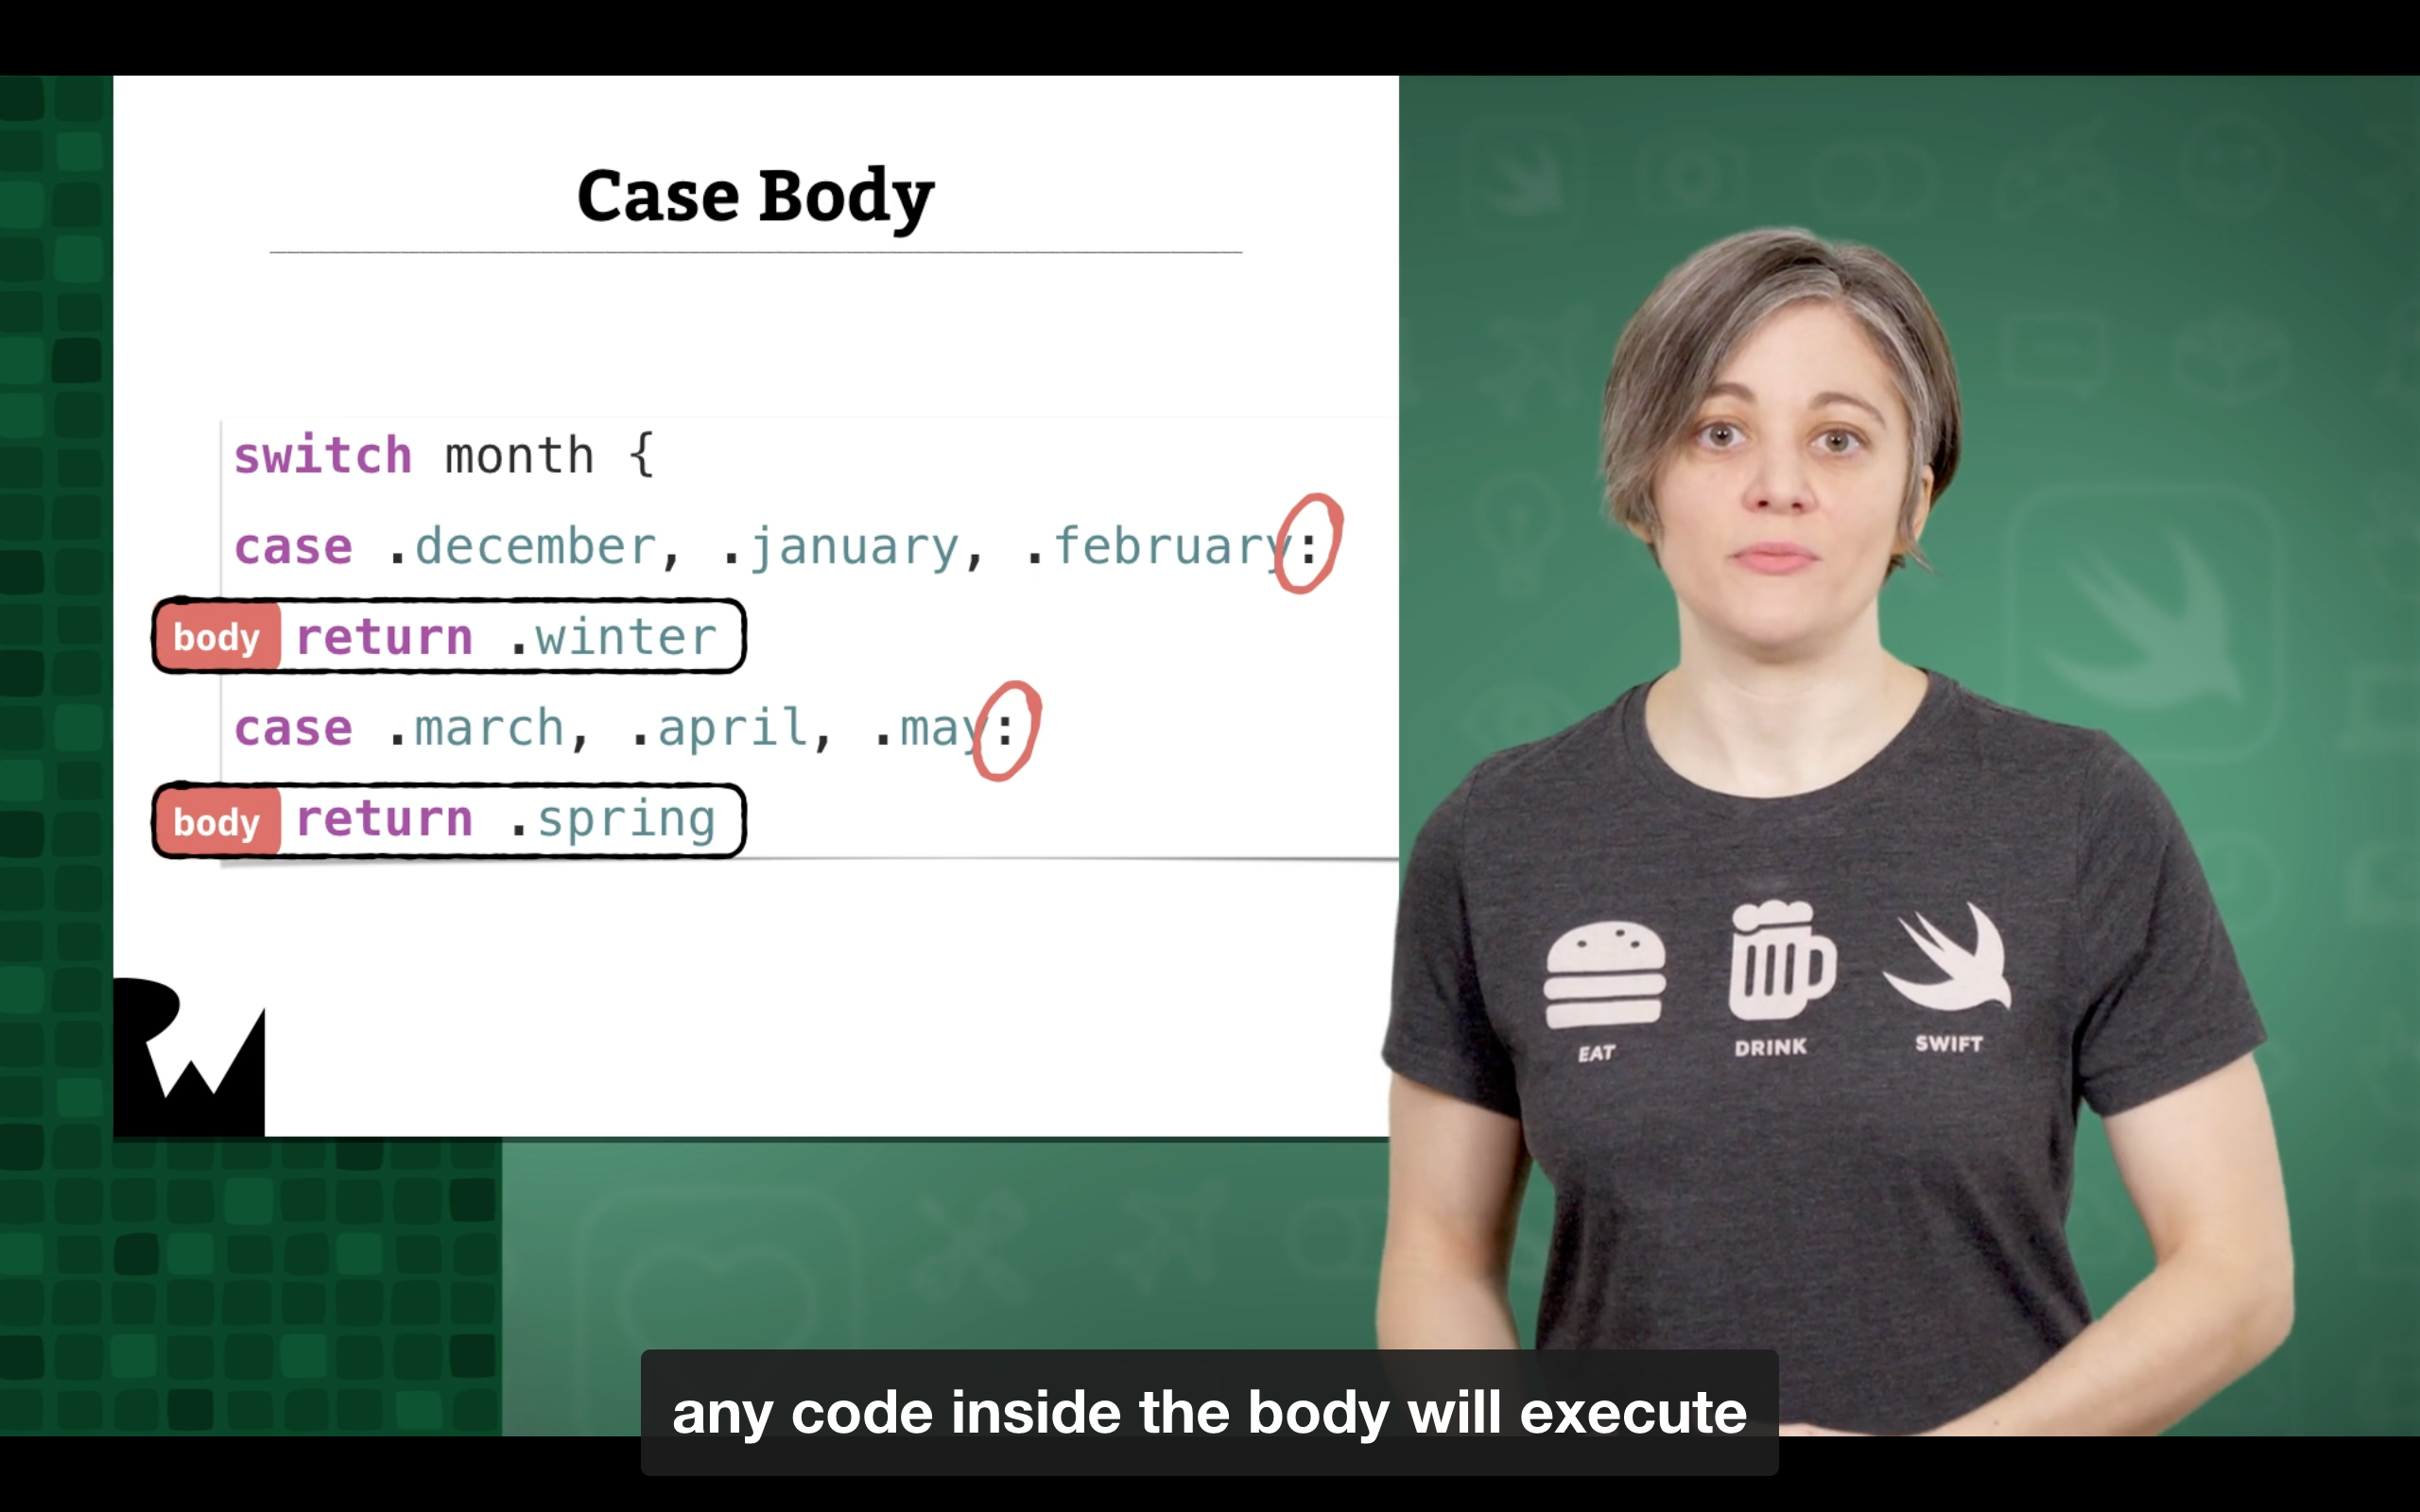 Case Body
switch month {
case .december, .january, .february:
body return .winter
case .march, .april, .may:
body return .spring
EAT DRINK SWIFT
any code inside the body will execute